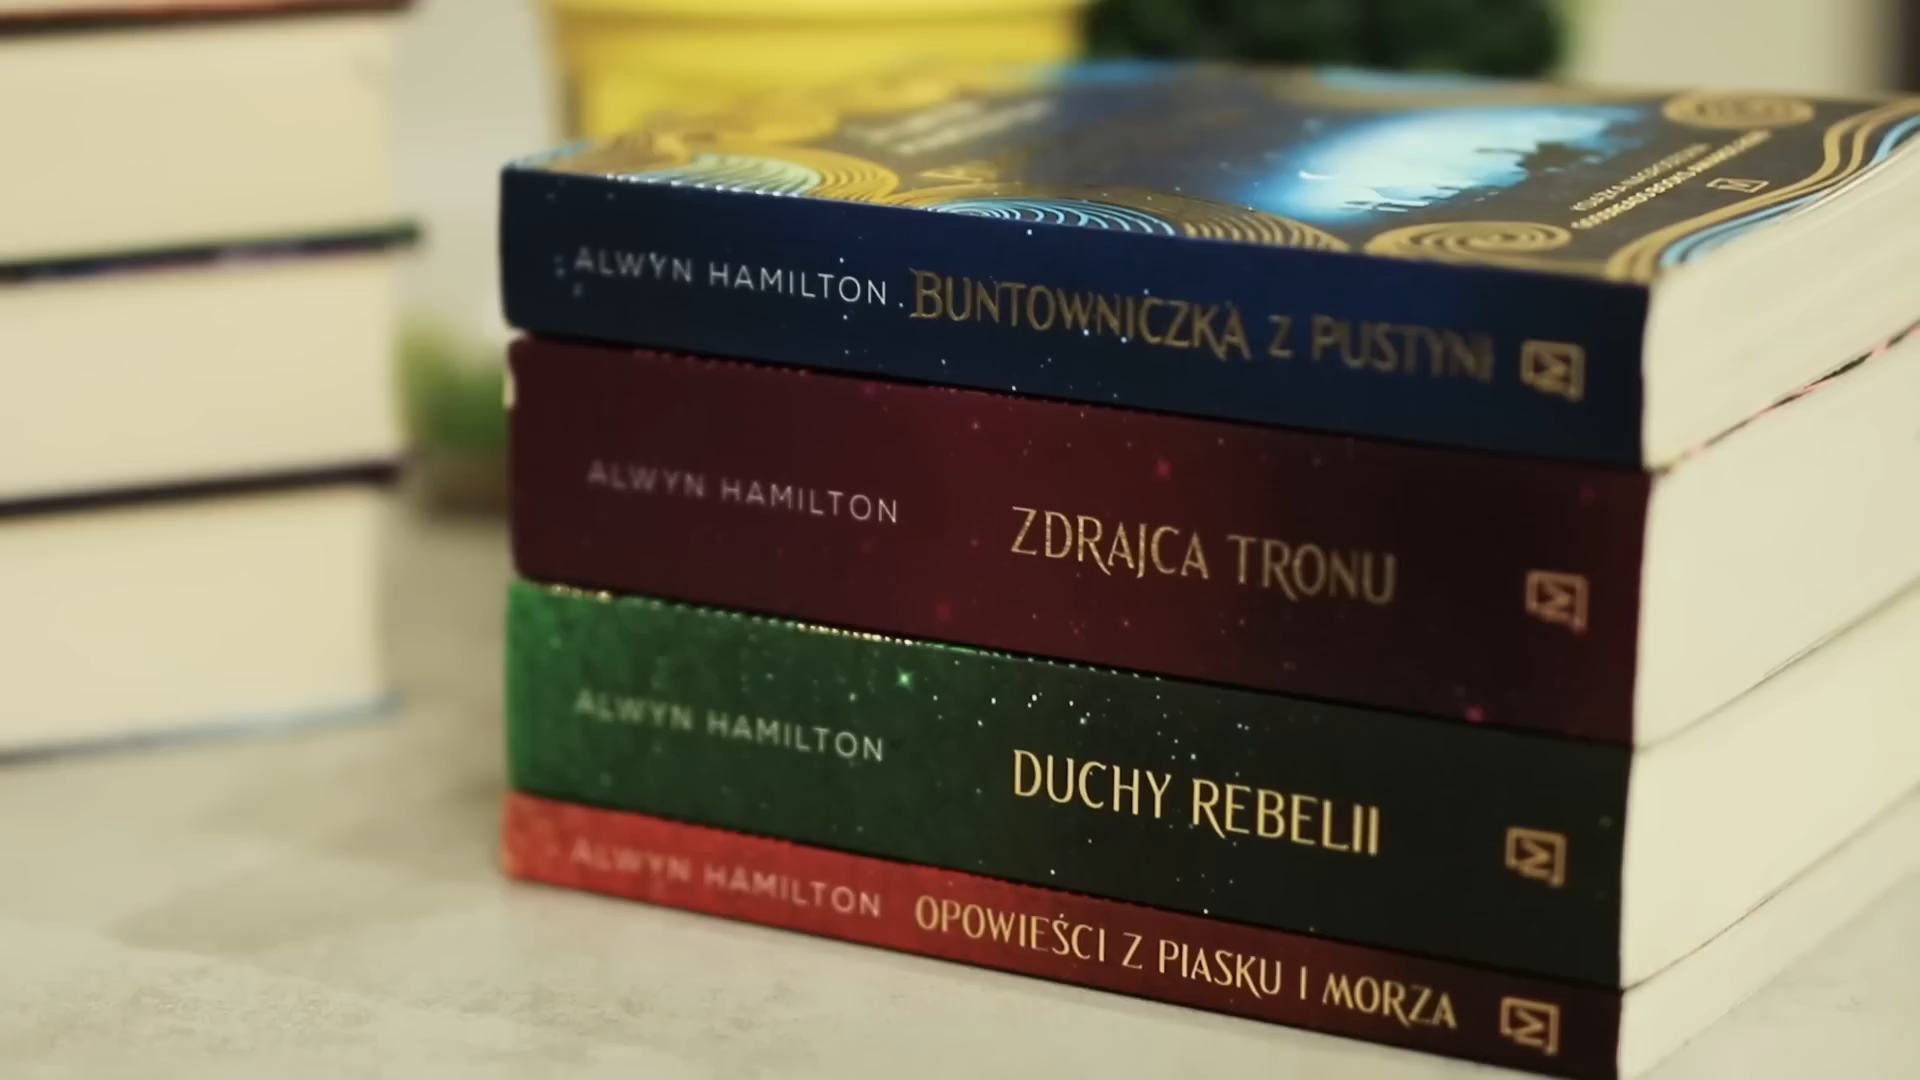 ALWYN HAMILTON BUNTOWNICZKA Z PUSTYNI
ALWYN HAMILTON ZDRAJCA TRONU
ALWYN HAMILTON DUCHY REBELII
ALWYN HAMILTON OPOWIEŚCI Z PIASKU I MORZA